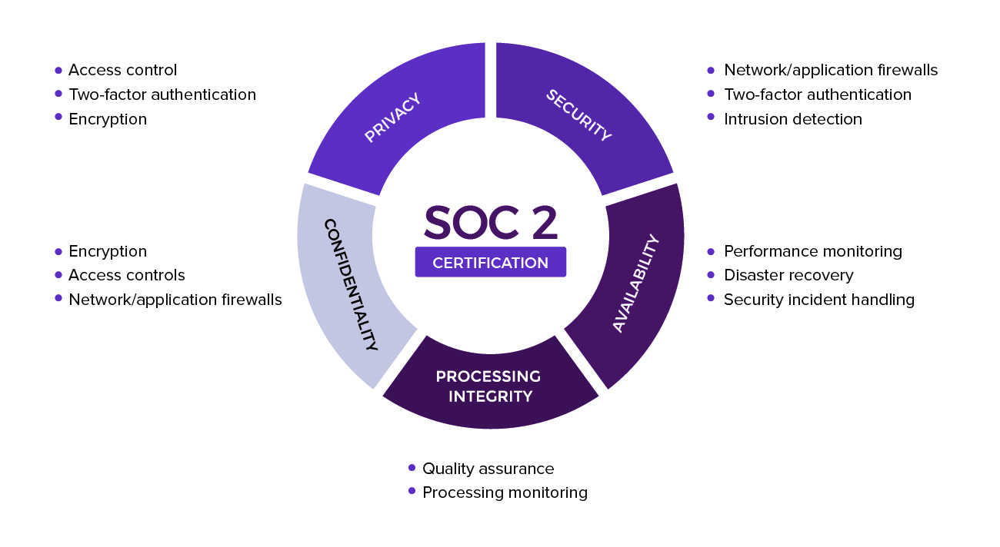 PRIVACY
Access control
Two-factor authentication
Encryption
SECURITY
Network/application firewalls
Two-factor authentication
Intrusion detection
SOC 2
CERTIFICATION
CONFIDENTIALITY
Encryption
Access controls
Network/application firewalls
AVAILABILITY
Performance monitoring
Disaster recovery
Security incident handling
PROCESSING
INTEGRITY
Quality assurance
Processing monitoring